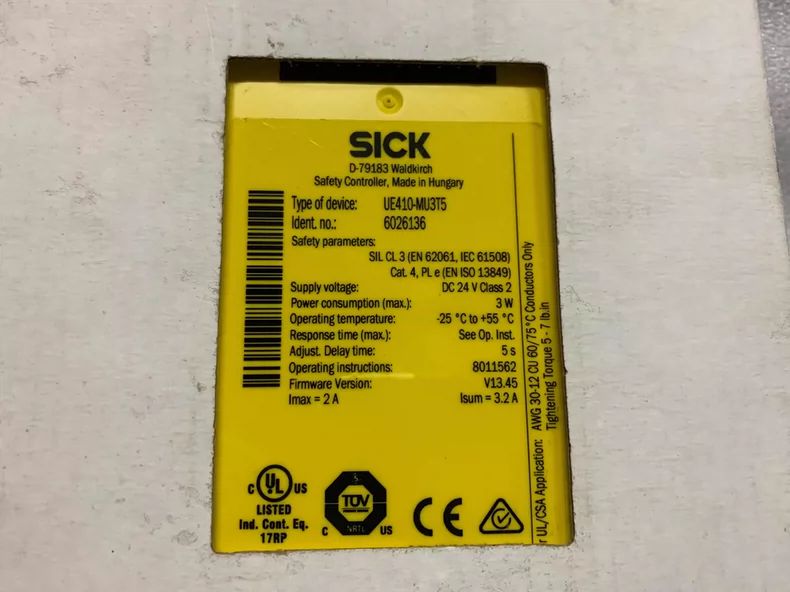 SICK
D-79183 Waldkirch
Safety Controller, Made in Hungary
Type of device: UE410-MU3T5
Ident. no.: 6026136
Safety parameters:
SIL CL 3 (EN 62061, IEC 61508)
Cat. 4, PL e (EN ISO 13849)
Supply voltage: DC 24 V Class 2
Power consumption (max.): 3 W
Operating temperature: -25 °C to +55 °C
Response time (max.): See Op. Inst.
Adjust. Delay time: 5 s
Operating instructions: 8011562
Firmware Version: V13.45
Imax = 2 A Isum = 3.2 A
C UL US
LISTED
Ind. Cont. Eq.
17RP
S
TÜV
NRTL
C US
CE
r UL/CSA Application: AWG 30-12 CU 60/75°C Conductors Only
Tightening Torque 5 - 7 lb.in